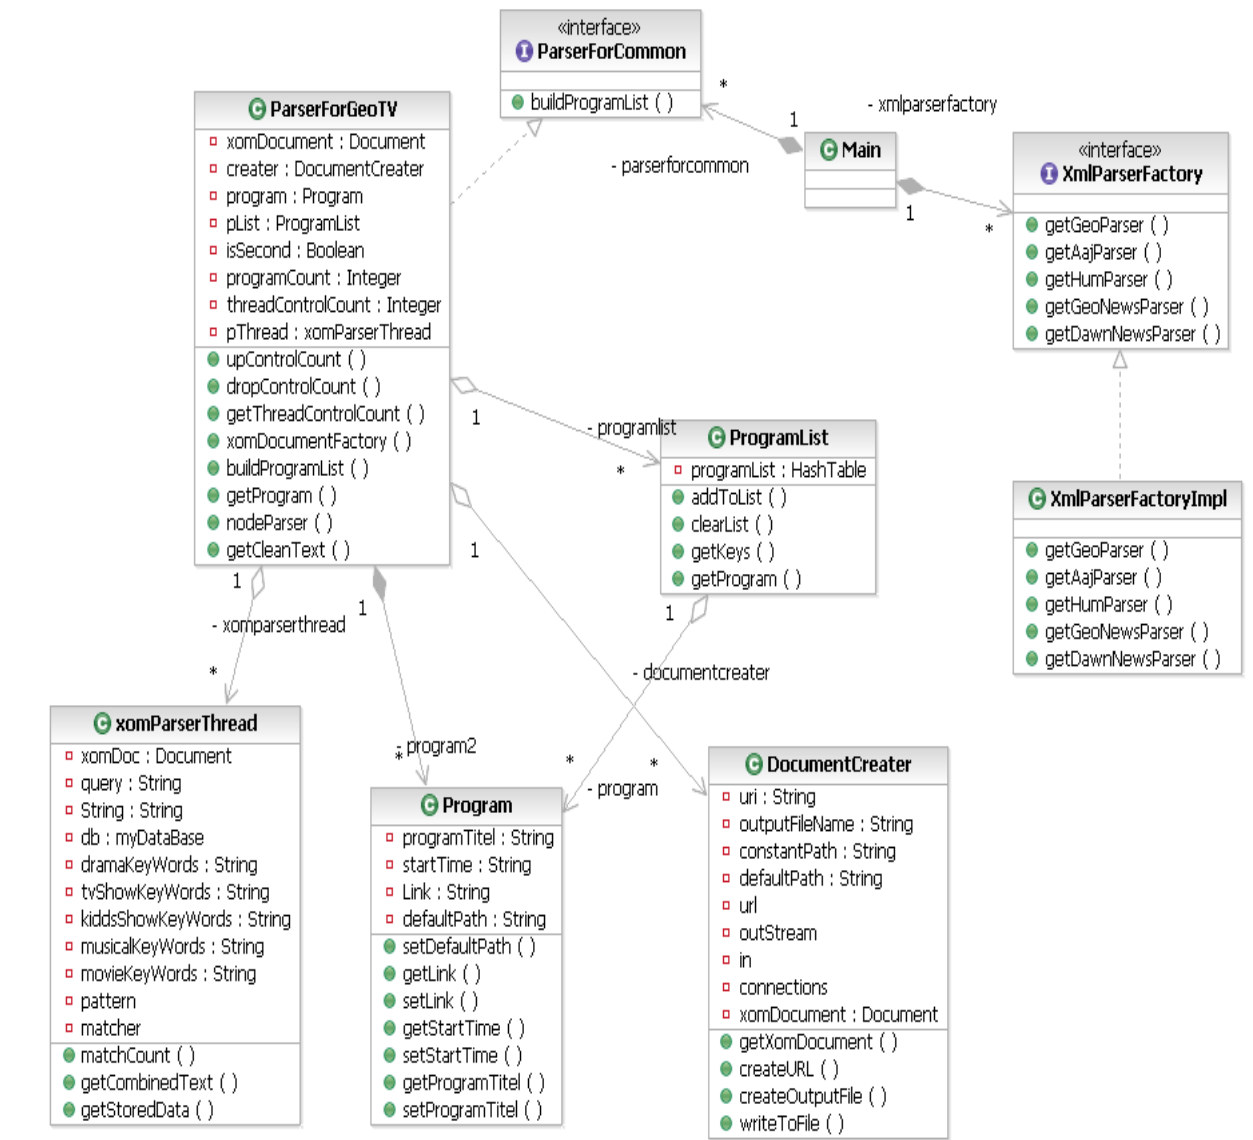 «interface»
ParserForCommon
buildProgramList ( )
ParserForGeoTV
xomDocument : Document
creater : DocumentCreater
program : Program
pList : ProgramList
isSecond : Boolean
programCount : Integer
threadControlCount : Integer
pThread : xomParserThread
upControlCount ( )
dropControlCount ( )
getThreadControlCount ( )
xomDocumentFactory ( )
buildProgramList ( )
getProgram ( )
nodeParser ( )
getCleanText ( )
*
1
- parserforcommon
Main
- xmlparserfactory
1
*
«interface»
XmlParserFactory
getGeoParser ( )
getAajParser ( )
getHumParser ( )
getGeoNewsParser ( )
getDawnNewsParser ( )
XmlParserFactoryImpl
getGeoParser ( )
getAajParser ( )
getHumParser ( )
getGeoNewsParser ( )
getDawnNewsParser ( )
1
- programlist
*
ProgramList
programList : HashTable
addToList ( )
clearList ( )
getKeys ( )
getProgram ( )
1
- documentcreater
*
1
- program
*
1
- xomparserthread
*
1
- program2
*
xomParserThread
xomDoc : Document
query : String
String : String
db : myDataBase
dramaKeyWords : String
tvShowKeyWords : String
kiddsShowKeyWords : String
musicalKeyWords : String
movieKeyWords : String
pattern
matcher
matchCount ( )
getCombinedText ( )
getStoredData ( )
Program
programTitel : String
startTime : String
Link : String
defaultPath : String
setDefaultPath ( )
getLink ( )
setLink ( )
getStartTime ( )
setStartTime ( )
getProgramTitel ( )
setProgramTitel ( )
DocumentCreater
uri : String
outputFileName : String
constantPath : String
defaultPath : String
url
outStream
in
connections
xomDocument : Document
getXomDocument ( )
createURL ( )
createOutputFile ( )
writeToFile ( )